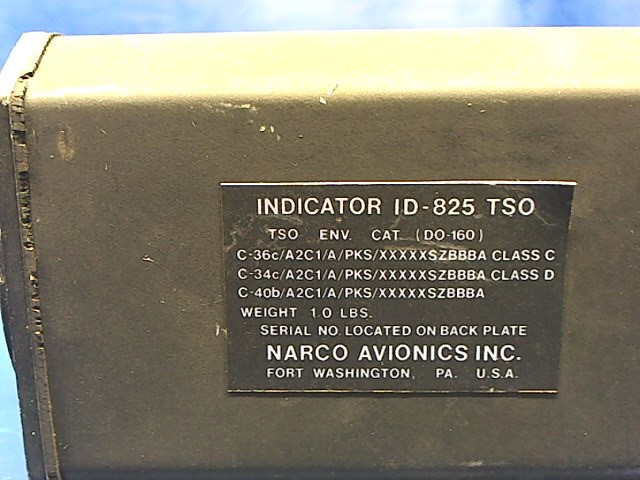 INDICATOR ID-825 TSO
TSO ENV. CAT. (DO-160)
C-36c/A2C1/A/PKS/XXXXXSZBBBA CLASS C
C-34c/A2C1/A/PKS/XXXXXSZBBBA CLASS D
C-40b/A2C1/A/PKS/XXXXXSZBBBA
WEIGHT 1.0 LBS.
SERIAL NO. LOCATED ON BACK PLATE
NARCO AVIONICS INC.
FORT WASHINGTON, PA. U.S.A.